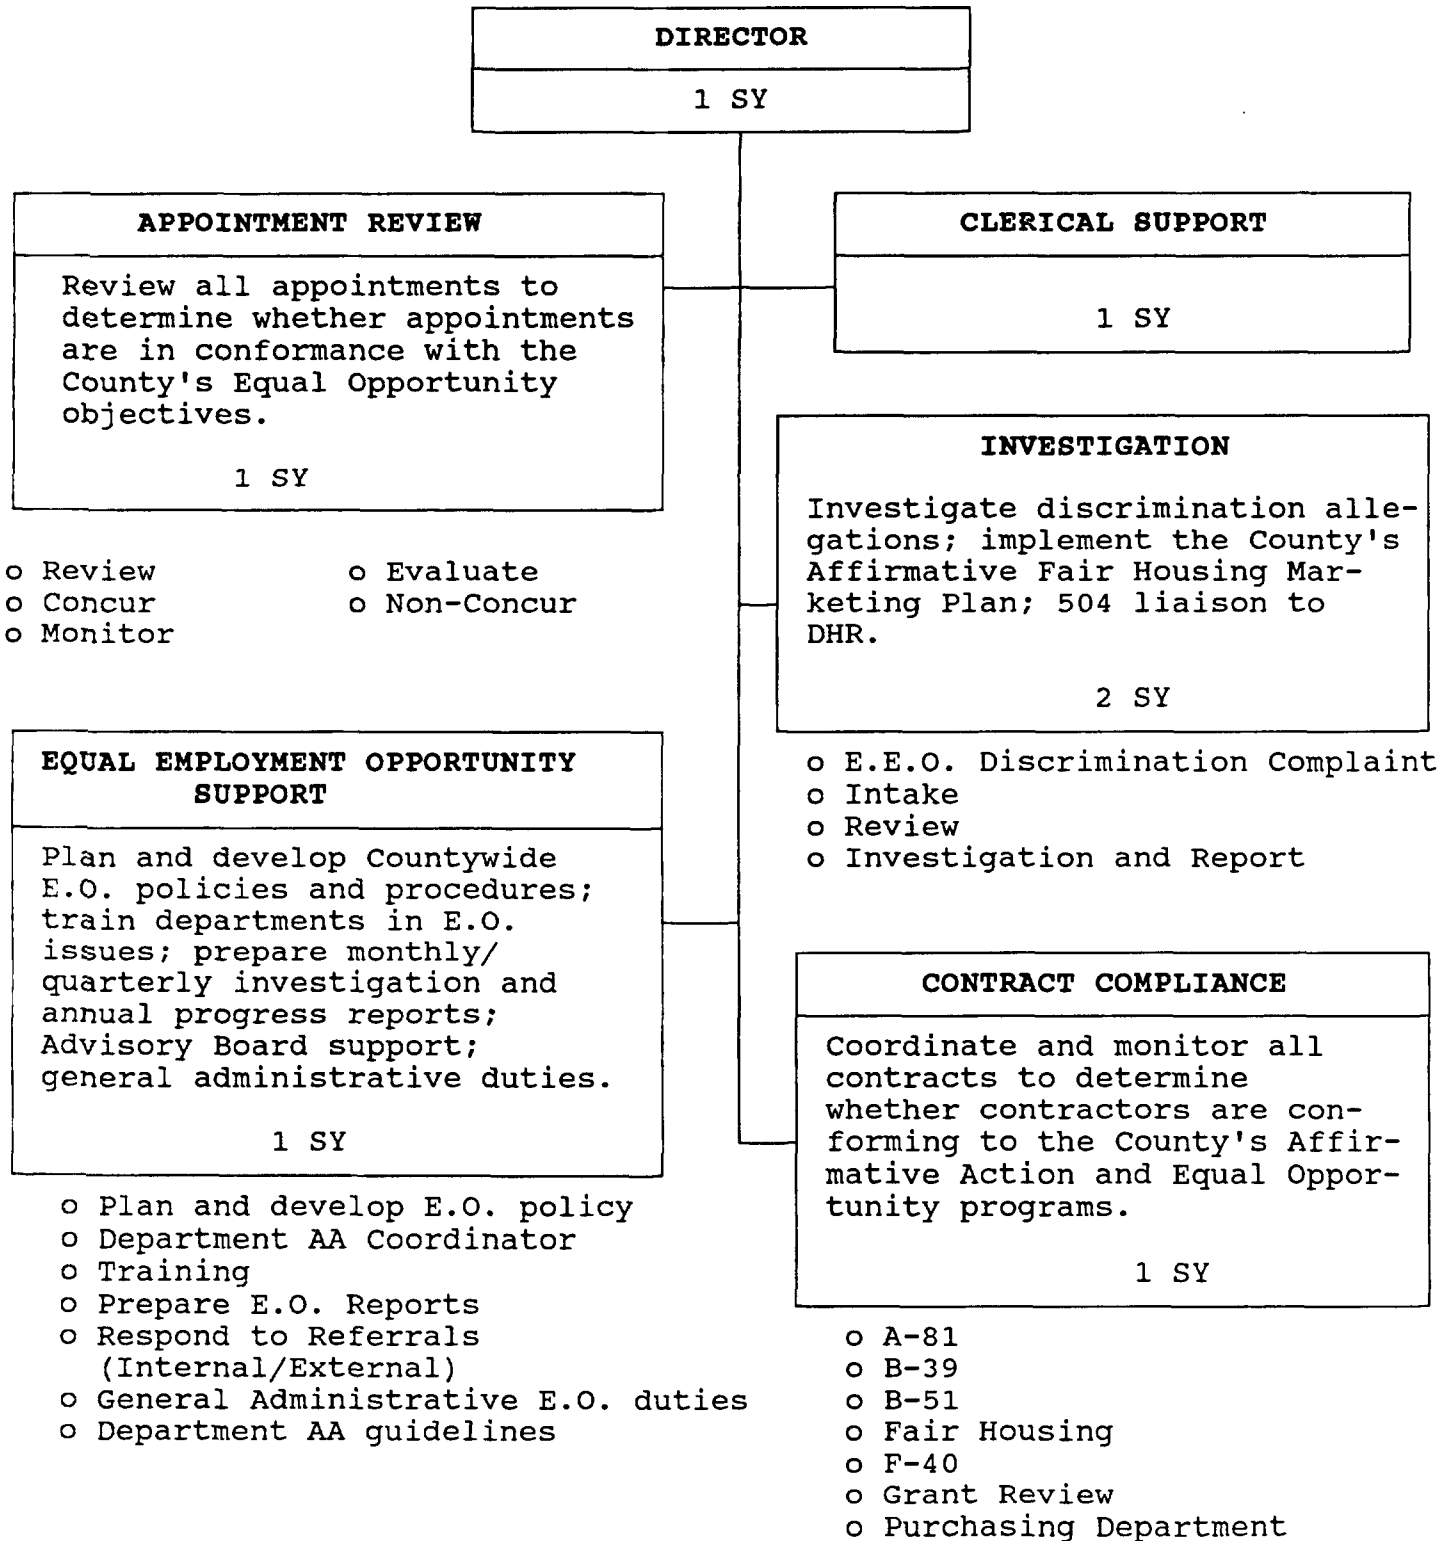 DIRECTOR
1 SY
APPOINTMENT REVIEW
Review all appointments to
determine whether appointments
are in conformance with the
County's Equal Opportunity
objectives.
1 SY
o Review
o Concur
o Monitor
o Evaluate
o Non-Concur
CLERICAL SUPPORT
1 SY
INVESTIGATION
Investigate discrimination alle-
gations; implement the County's
Affirmative Fair Housing Mar-
keting Plan; 504 liaison to
DHR.
2 SY
o E.E.O. Discrimination Complaint
o Intake
o Review
o Investigation and Report
EQUAL EMPLOYMENT OPPORTUNITY
SUPPORT
Plan and develop Countywide
E.O. policies and procedures;
train departments in E.O.
issues; prepare monthly/
quarterly investigation and
annual progress reports;
Advisory Board support;
general administrative duties.
1 SY
o Plan and develop E.O. policy
o Department AA Coordinator
o Training
o Prepare E.O. Reports
o Respond to Referrals
(Internal/External)
o General Administrative E.O. duties
o Department AA guidelines
CONTRACT COMPLIANCE
Coordinate and monitor all
contracts to determine
whether contractors are con-
forming to the County's Affir-
mative Action and Equal Oppor-
tunity programs.
1 SY
o A-81
o B-39
o B-51
o Fair Housing
o F-40
o Grant Review
o Purchasing Department